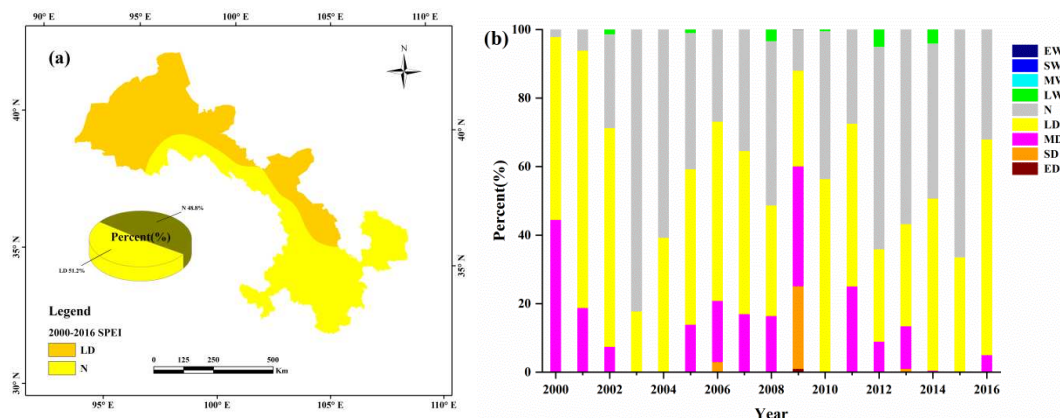 90° E 95° E 100° E 105° E 110° E
(a)
N
40° N
35° N
30° N
40° N
35° N
N 48.8%
Percent(%)
LD 51.2%
Legend
2000-2016 SPEI
LD
N
0 125 250 500
Km
95° E 100° E 105° E 110° E
(b)
Percent(%)
100
80
60
40
20
0
2000 2002 2004 2006 2008 2010 2012 2014 2016
Year
EW
SW
MW
LW
N
LD
MD
SD
ED